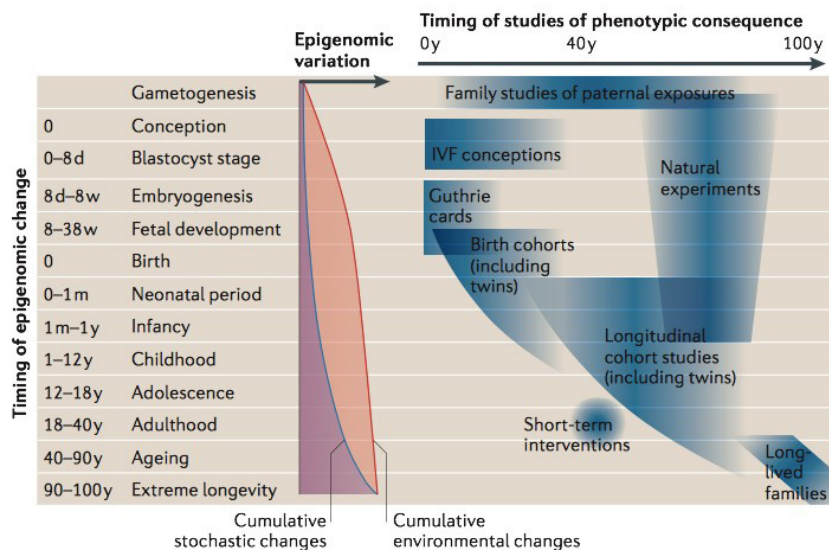 Timing of studies of phenotypic consequence
0y 40y 100y
Epigenomic
variation
Timing of epigenomic change
Gametogenesis
0 Conception
0–8d Blastocyst stage
8d–8w Embryogenesis
8–38w Fetal development
0 Birth
0–1m Neonatal period
1m–1y Infancy
1–12y Childhood
12–18y Adolescence
18–40y Adulthood
40–90y Ageing
90–100y Extreme longevity
Cumulative
stochastic changes
Cumulative
environmental changes
Family studies of paternal exposures
IVF conceptions
Natural
experiments
Guthrie
cards
Birth cohorts
(including
twins)
Longitudinal
cohort studies
(including twins)
Short-term
interventions
Long-
lived
families